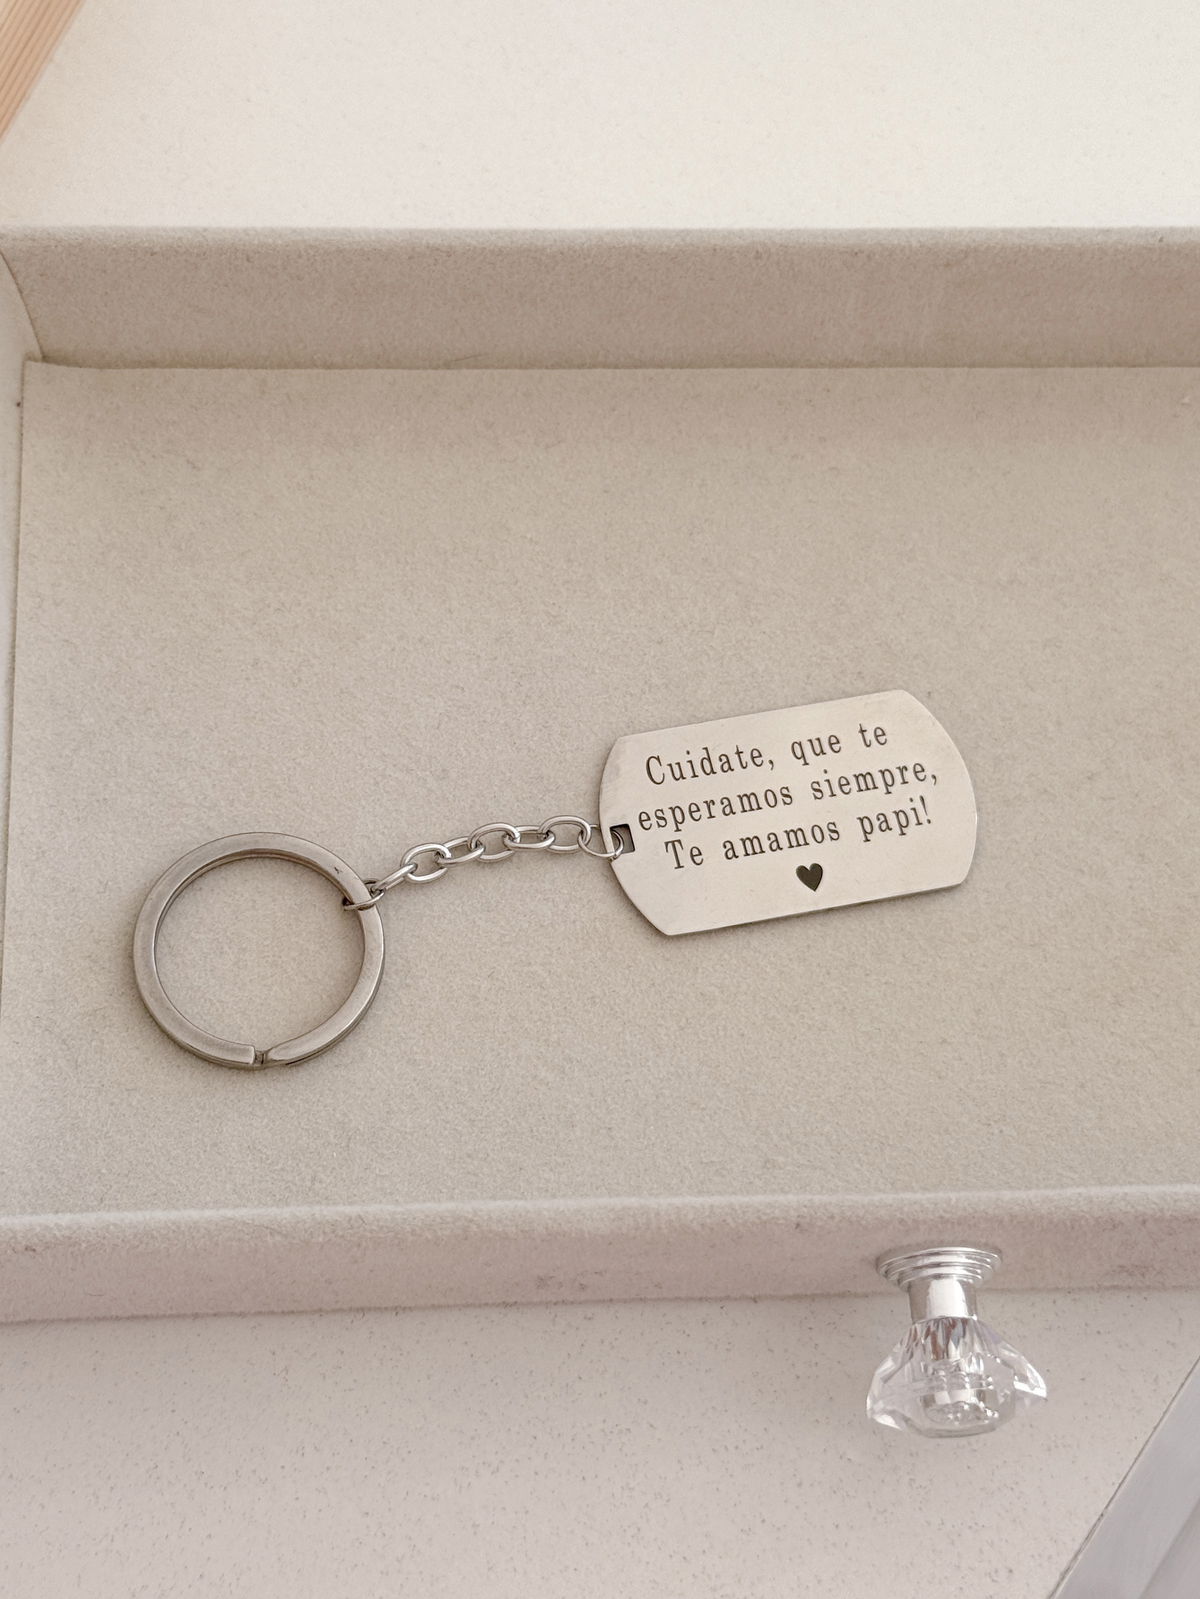 Cuidate, que te
esperamos siempre,
Te amamos papi!